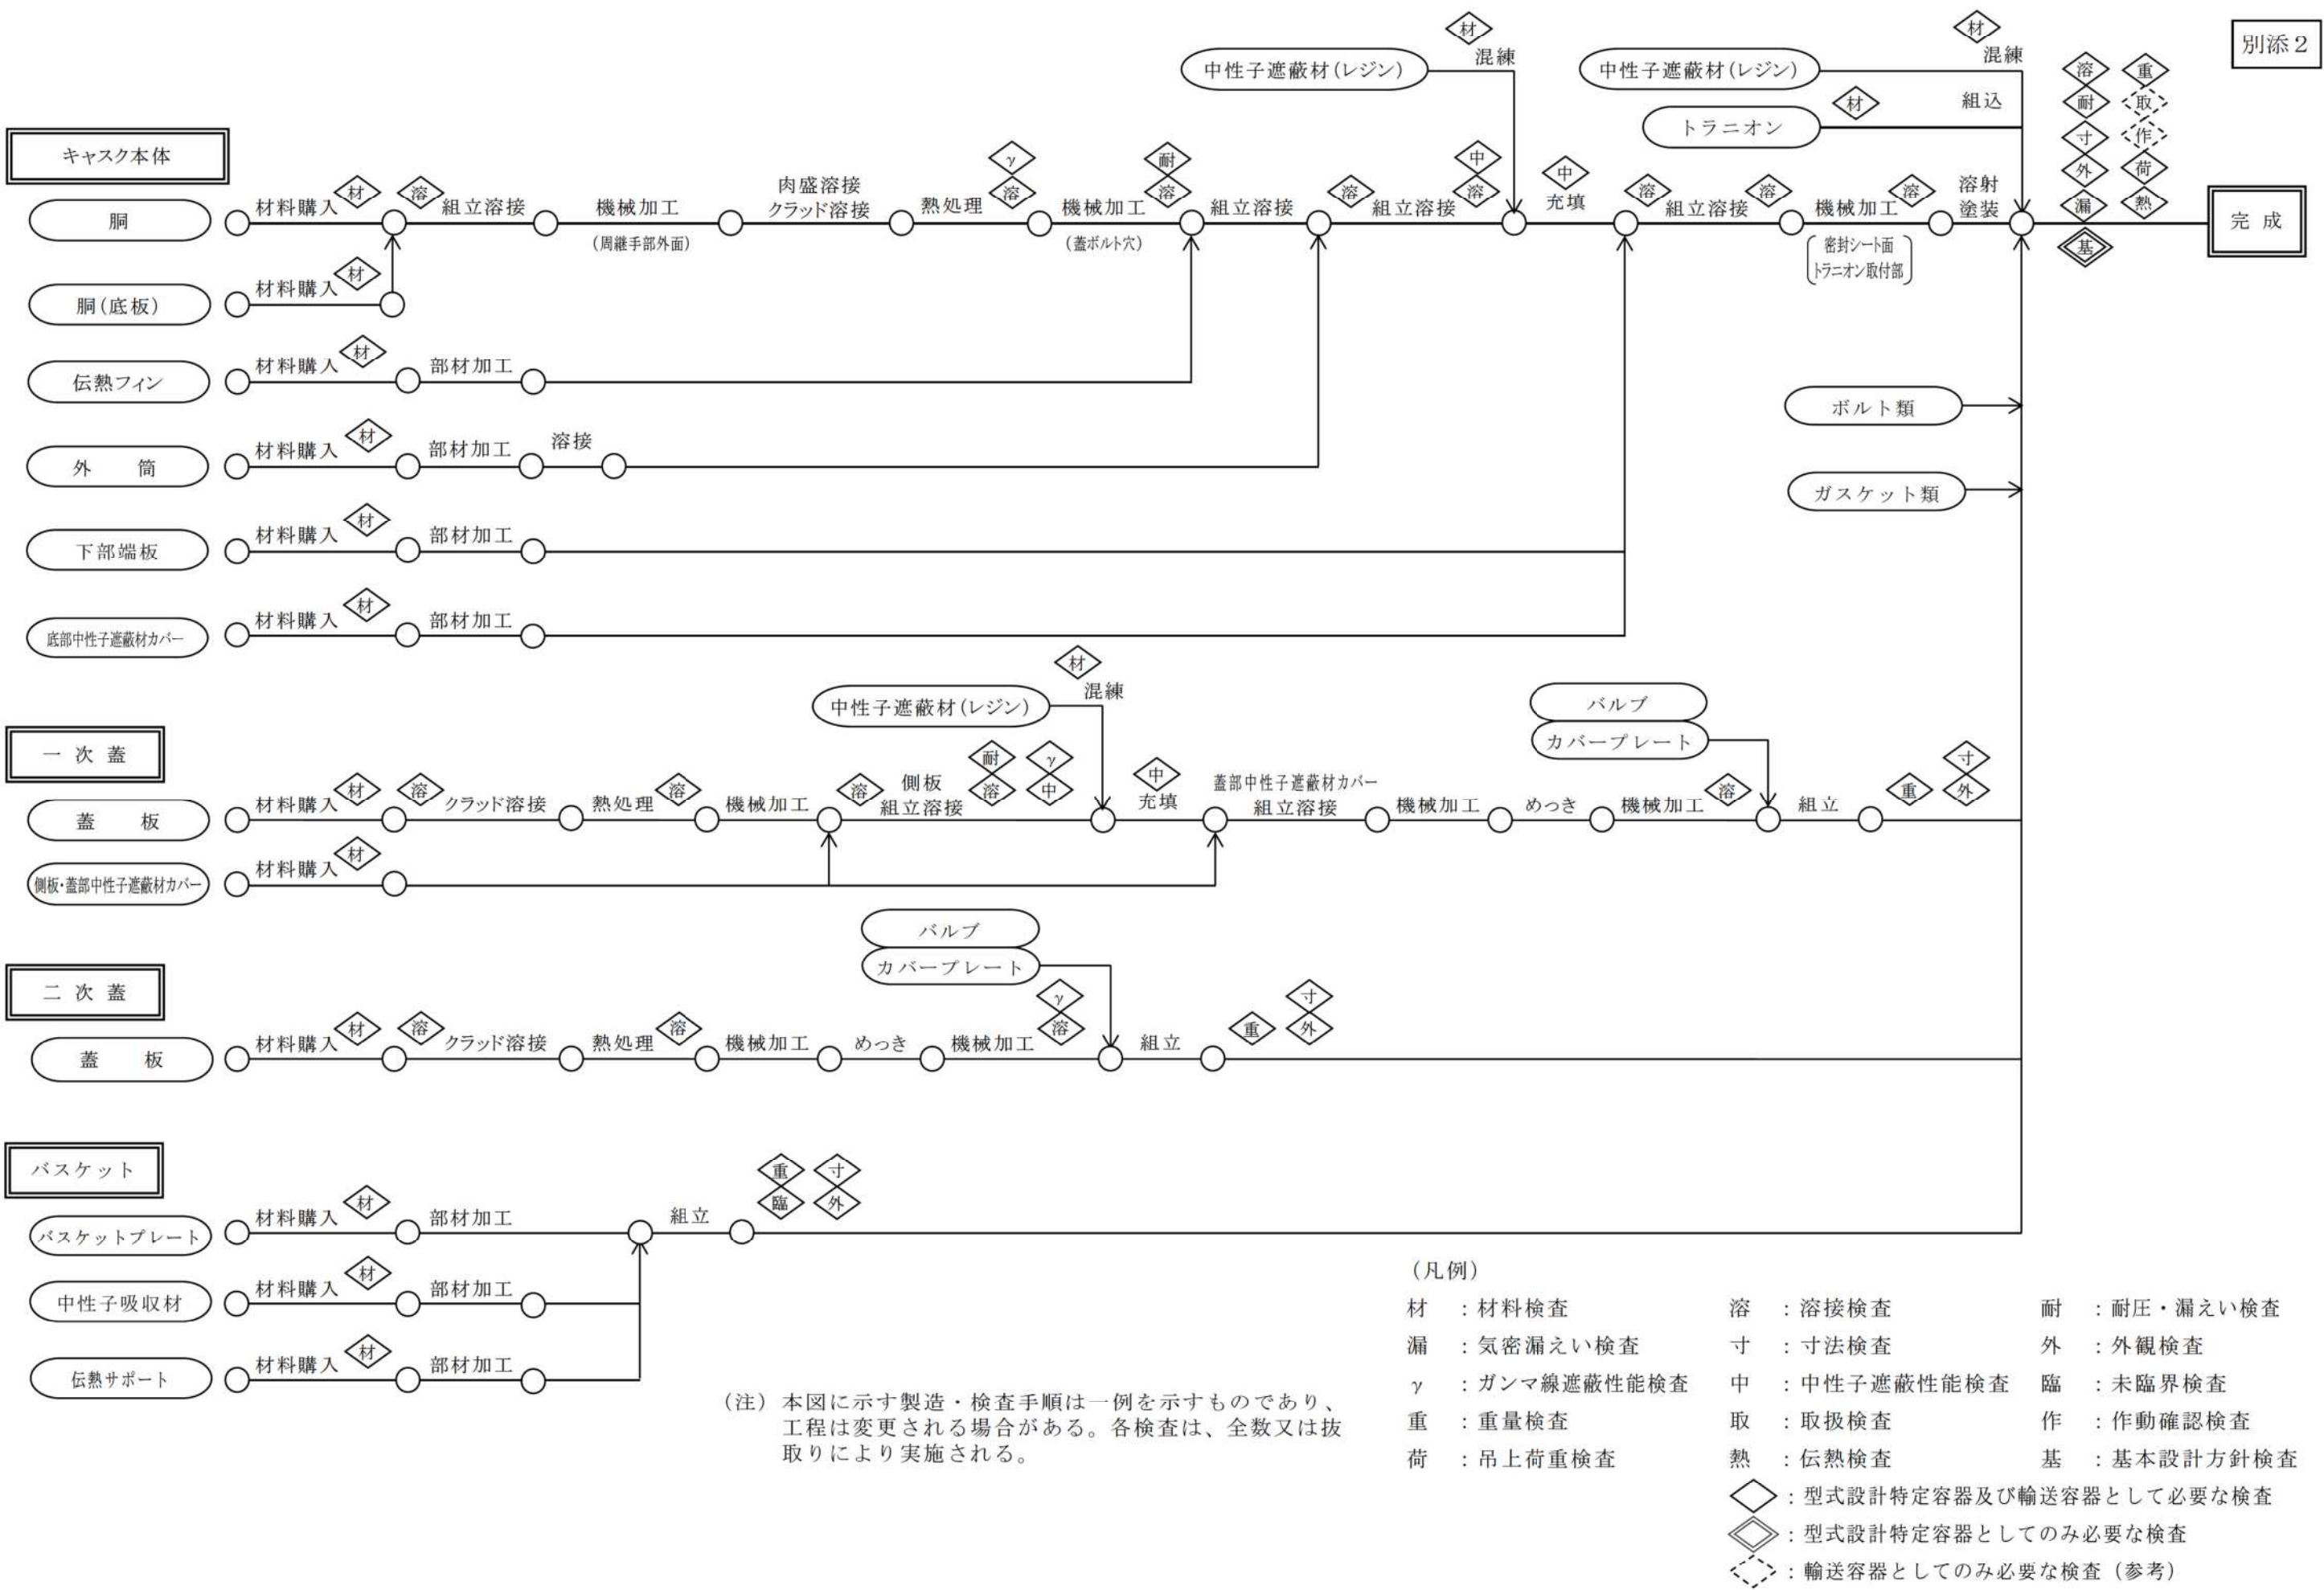 別添２
材
混練
中性子遮蔽材(レジン)
材
混練
中性子遮蔽材(レジン)
材
組込
トラニオン
溶
耐
寸
外
漏
基
重
取
作
荷
熱
キャスク本体
胴
材料購入
材
溶
組立溶接
機械加工
(周継手部外面)
肉盛溶接
クラッド溶接
熱処理
γ
溶
機械加工
(蓋ボルト穴)
耐
溶
組立溶接
溶
組立溶接
中
溶
中
充填
溶
組立溶接
溶
機械加工
密封シート面
トラニオン取付部
溶
溶射
塗装
完 成
胴(底板)
材料購入
材
伝熱フィン
材料購入
材
部材加工
ボルト類
外 筒
材料購入
材
部材加工
溶接
ガスケット類
下部端板
材料購入
材
部材加工
底部中性子遮蔽材カバー
材料購入
材
部材加工
材
混練
中性子遮蔽材(レジン)
バルブ
カバープレート
一 次 蓋
蓋 板
材料購入
材
溶
クラッド溶接
熱処理
溶
機械加工
溶
側板
組立溶接
耐
溶
γ
中
中
充填
蓋部中性子遮蔽材カバー
組立溶接
機械加工
めっき
機械加工
溶
組立
重
寸
外
側板・蓋部中性子遮蔽材カバー
材料購入
材
バルブ
カバープレート
二 次 蓋
蓋 板
材料購入
材
溶
クラッド溶接
熱処理
溶
機械加工
めっき
機械加工
γ
溶
組立
重
寸
外
バスケット
バスケットプレート
材料購入
材
部材加工
組立
重
臨
寸
外
中性子吸収材
材料購入
材
部材加工
伝熱サポート
材料購入
材
部材加工
(注) 本図に示す製造・検査手順は一例を示すものであり、
工程は変更される場合がある。各検査は、全数又は抜
取りにより実施される。
(凡例)
材 ：材料検査 溶 ：溶接検査 耐 ：耐圧・漏えい検査
漏 ：気密漏えい検査 寸 ：寸法検査 外 ：外観検査
γ ：ガンマ線遮蔽性能検査 中 ：中性子遮蔽性能検査 臨 ：未臨界検査
重 ：重量検査 取 ：取扱検査 作 ：作動確認検査
荷 ：吊上荷重検査 熱 ：伝熱検査 基 ：基本設計方針検査
：型式設計特定容器及び輸送容器として必要な検査
：型式設計特定容器としてのみ必要な検査
：輸送容器としてのみ必要な検査（参考）